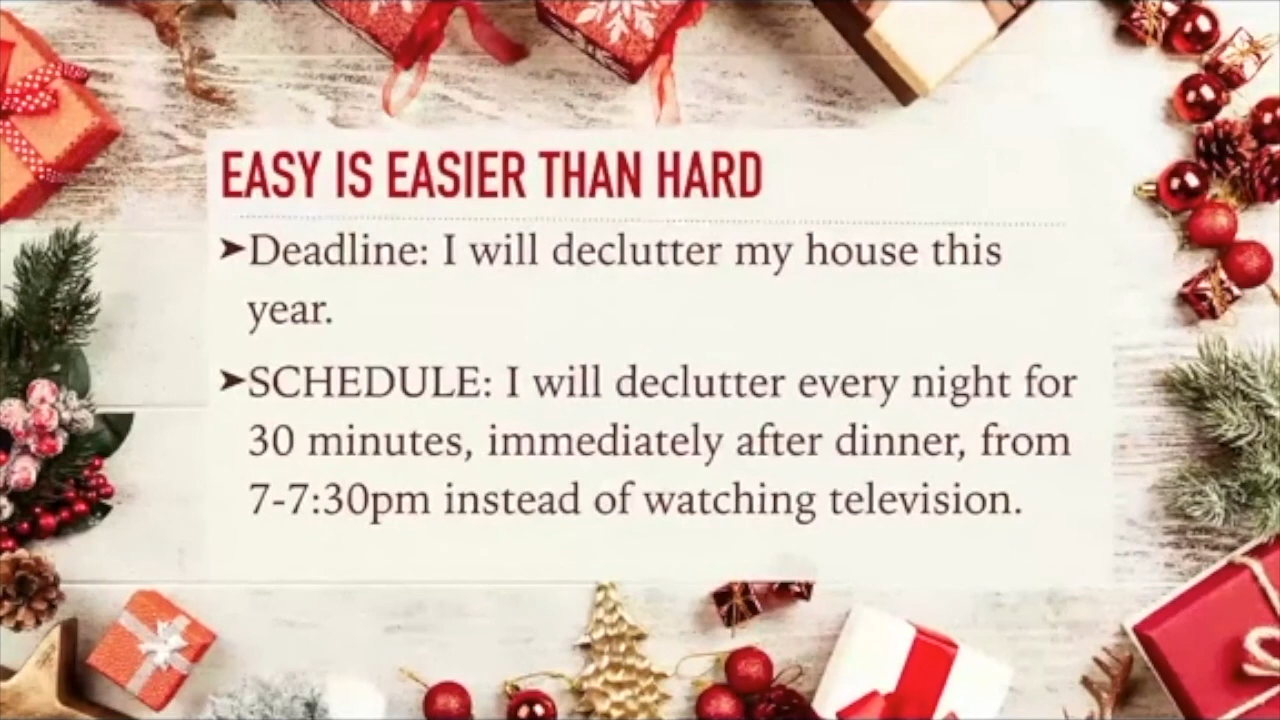 EASY IS EASIER THAN HARD
➤Deadline: I will declutter my house this
year.
➤SCHEDULE: I will declutter every night for
30 minutes, immediately after dinner, from
7-7:30pm instead of watching television.